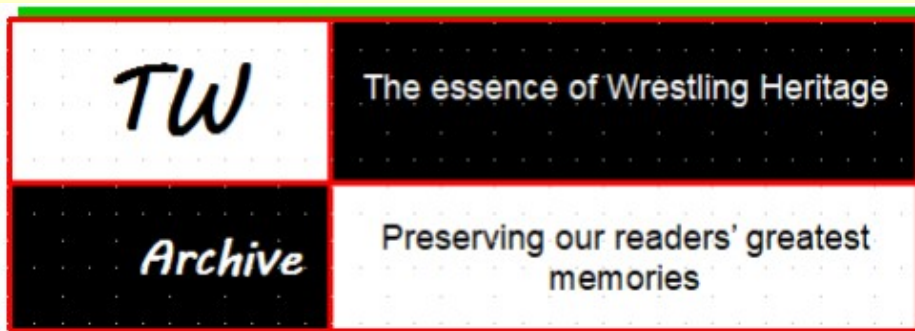 TW
The essence of Wrestling Heritage
Archive
Preserving our readers’ greatest
memories